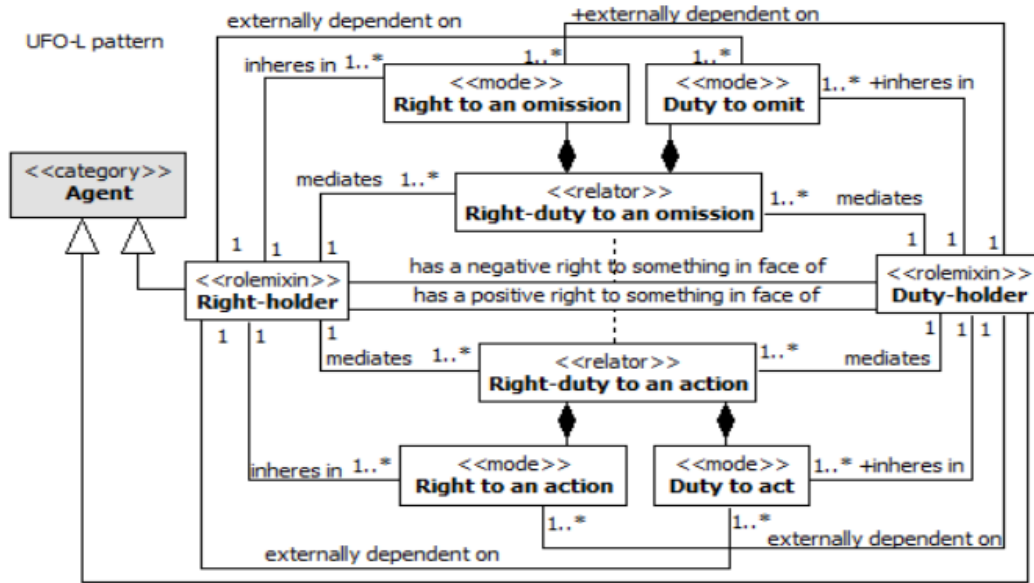 externally dependent on
+externally dependent on
UFO-L pattern
inheres in
1..*
1..*
1..*
1..*
+inheres in
<<mode>>
Right to an omission
<<mode>>
Duty to omit
<<category>>
Agent
mediates
1..*
<<relator>>
Right-duty to an omission
1..*
mediates
1
1
1
1
1
1
<<rolemixin>>
Right-holder
has a negative right to something in face of
has a positive right to something in face of
<<rolemixin>>
Duty-holder
1
1
1
1
1
1
mediates
1..*
<<relator>>
Right-duty to an action
1..*
mediates
inheres in
1..*
<<mode>>
Right to an action
<<mode>>
Duty to act
1..*
+inheres in
1..*
1..*
externally dependent on
externally dependent on